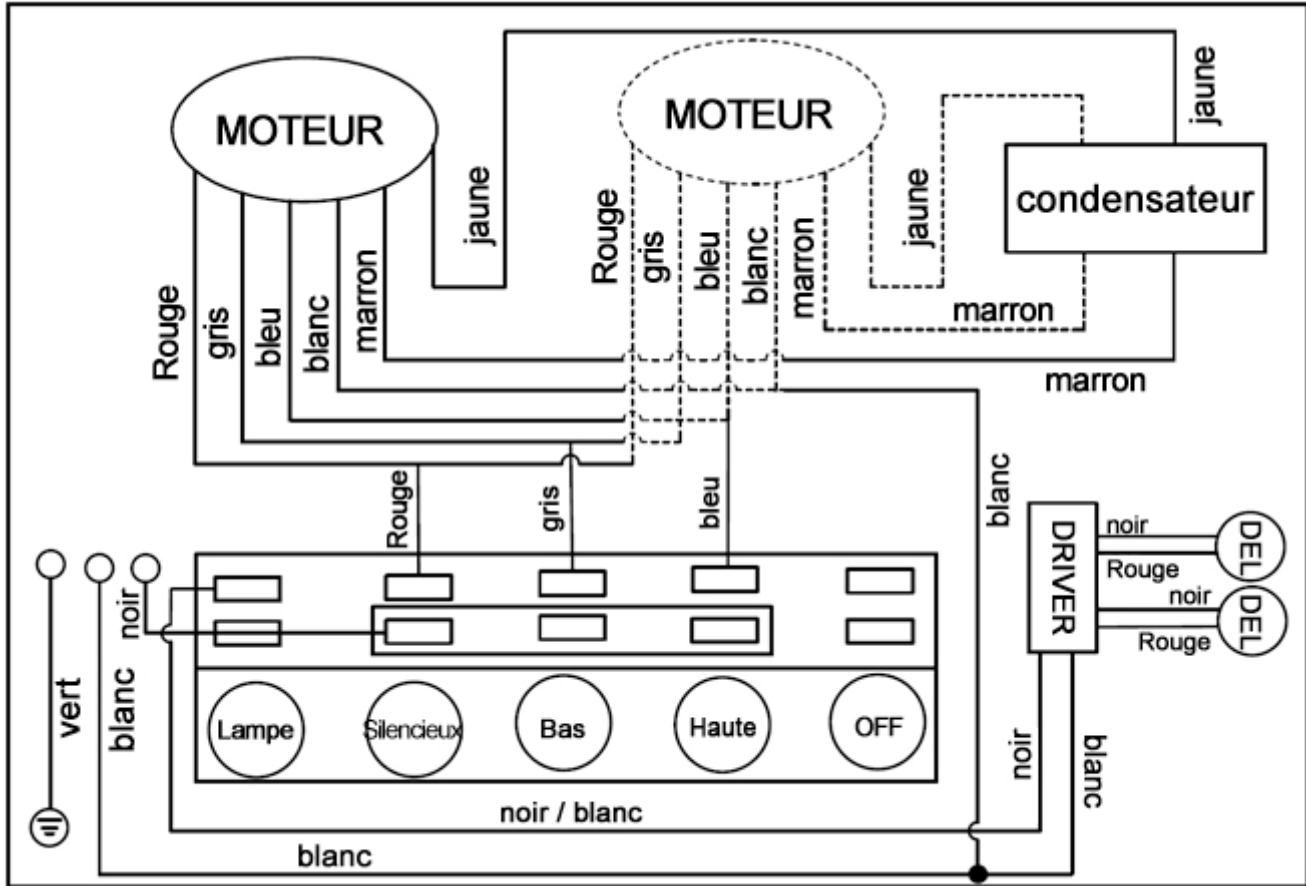 MOTEUR
MOTEUR
jaune
jaune
condensateur
jaune
jaune
Rouge
gris
bleu
blanc
marron
Rouge
gris
bleu
blanc
marron
marron
marron
Rouge
gris
bleu
blanc
DRIVER
noir
Rouge
DEL
noir
Rouge
DEL
vert
blanc
noir
Lampe
Silencieux
Bas
Haute
OFF
noir
blanc
noir / blanc
blanc